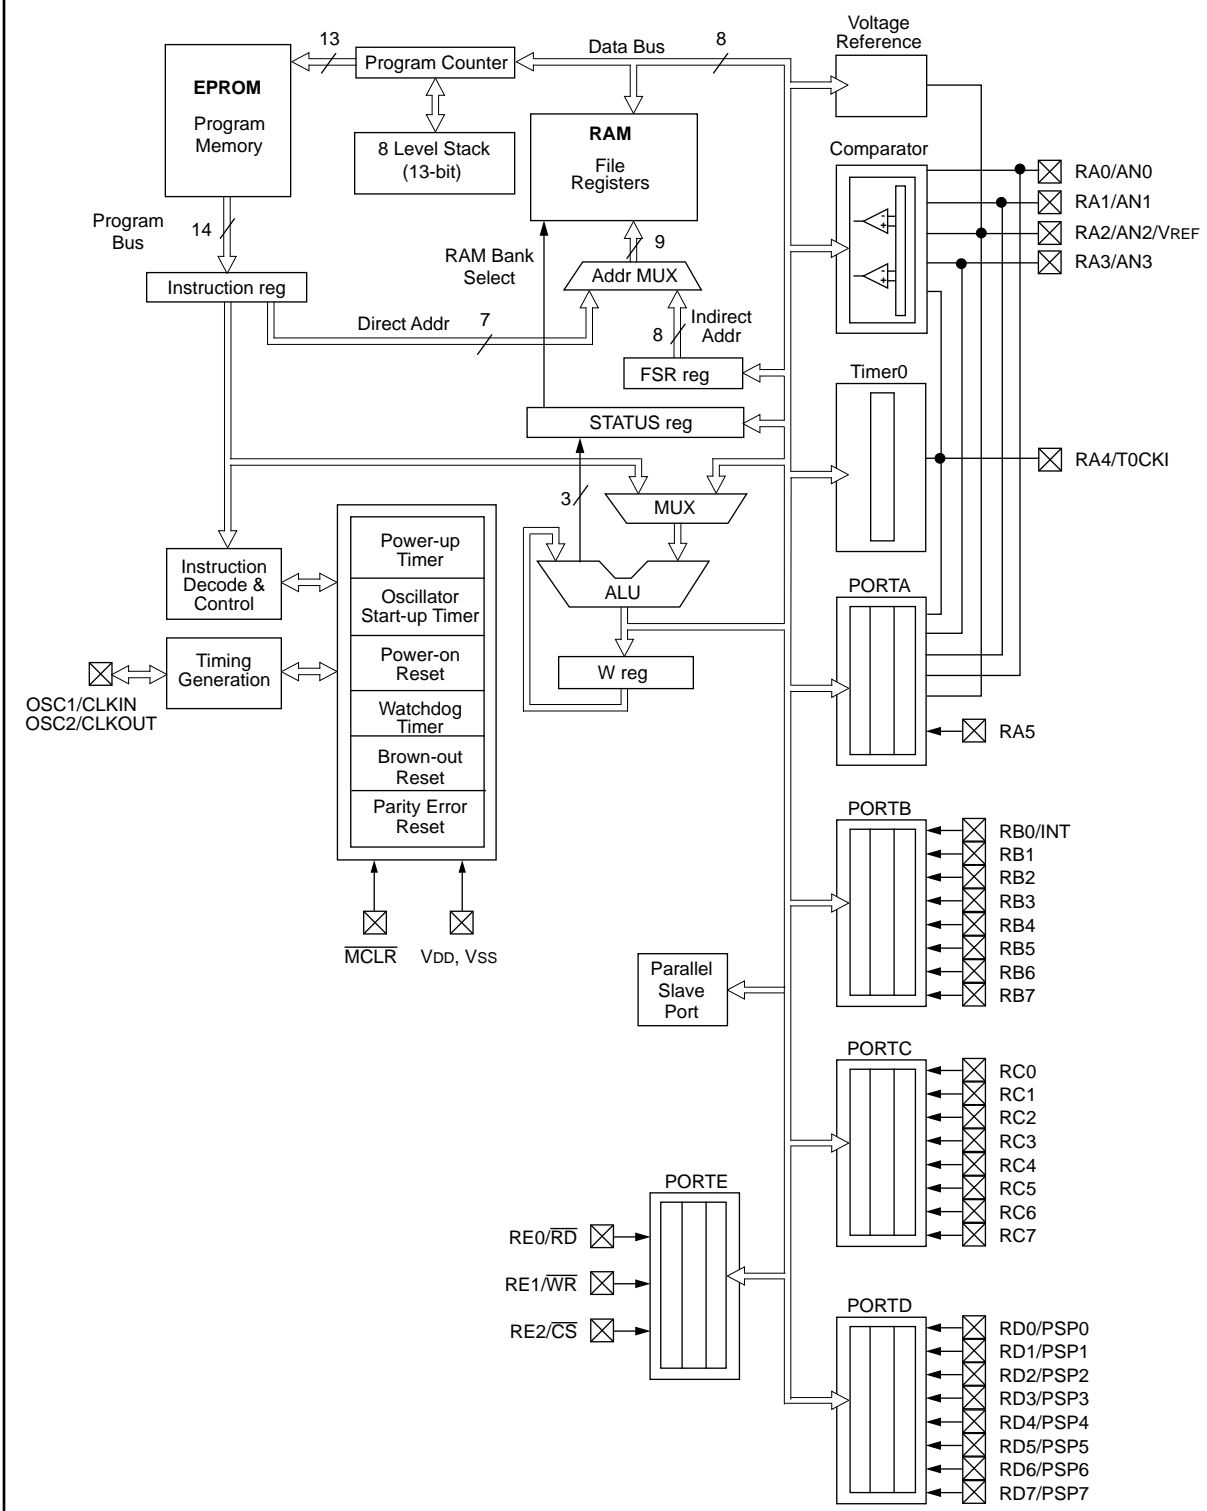 Voltage
Reference
13
Data Bus
8
Program Counter
EPROM
Program
Memory
8 Level Stack
(13-bit)
RAM
File
Registers
Comparator
-
+
-
+
RA0/AN0
RA1/AN1
RA2/AN2/VREF
RA3/AN3
Program
Bus
14
RAM Bank
Select
9
Addr MUX
Instruction reg
Direct Addr
7
8
Indirect
Addr
FSR reg
Timer0
STATUS reg
RA4/T0CKI
3
MUX
Power-up
Timer
Instruction
Decode &
Control
Oscillator
Start-up Timer
ALU
PORTA
Timing
Generation
Power-on
Reset
W reg
OSC1/CLKIN
OSC2/CLKOUT
Watchdog
Timer
RA5
Brown-out
Reset
Parity Error
Reset
PORTB
RB0/INT
RB1
RB2
RB3
RB4
RB5
RB6
RB7
MCLR
VDD, VSS
Parallel
Slave
Port
PORTC
RC0
RC1
RC2
RC3
RC4
RC5
RC6
RC7
PORTE
RE0/RD
RE1/WR
RE2/CS
PORTD
RD0/PSP0
RD1/PSP1
RD2/PSP2
RD3/PSP3
RD4/PSP4
RD5/PSP5
RD6/PSP6
RD7/PSP7